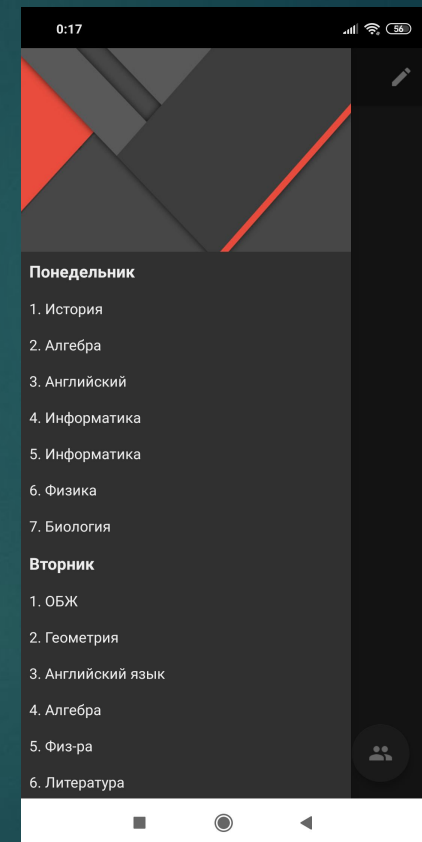 0:17
56
Понедельник
1. История
2. Алгебра
3. Английский
4. Информатика
5. Информатика
6. Физика
7. Биология
Вторник
1. ОБЖ
2. Геометрия
3. Английский язык
4. Алгебра
5. Физ-ра
6. Литература